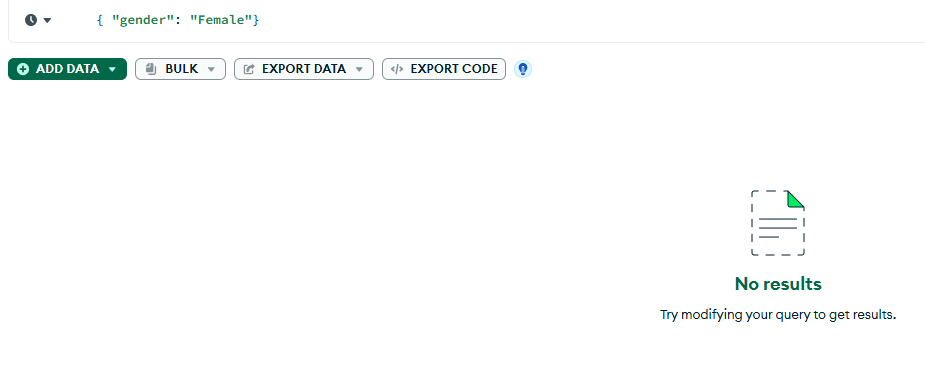 { "gender": "Female"}
ADD DATA BULK EXPORT DATA EXPORT CODE
No results
Try modifying your query to get results.